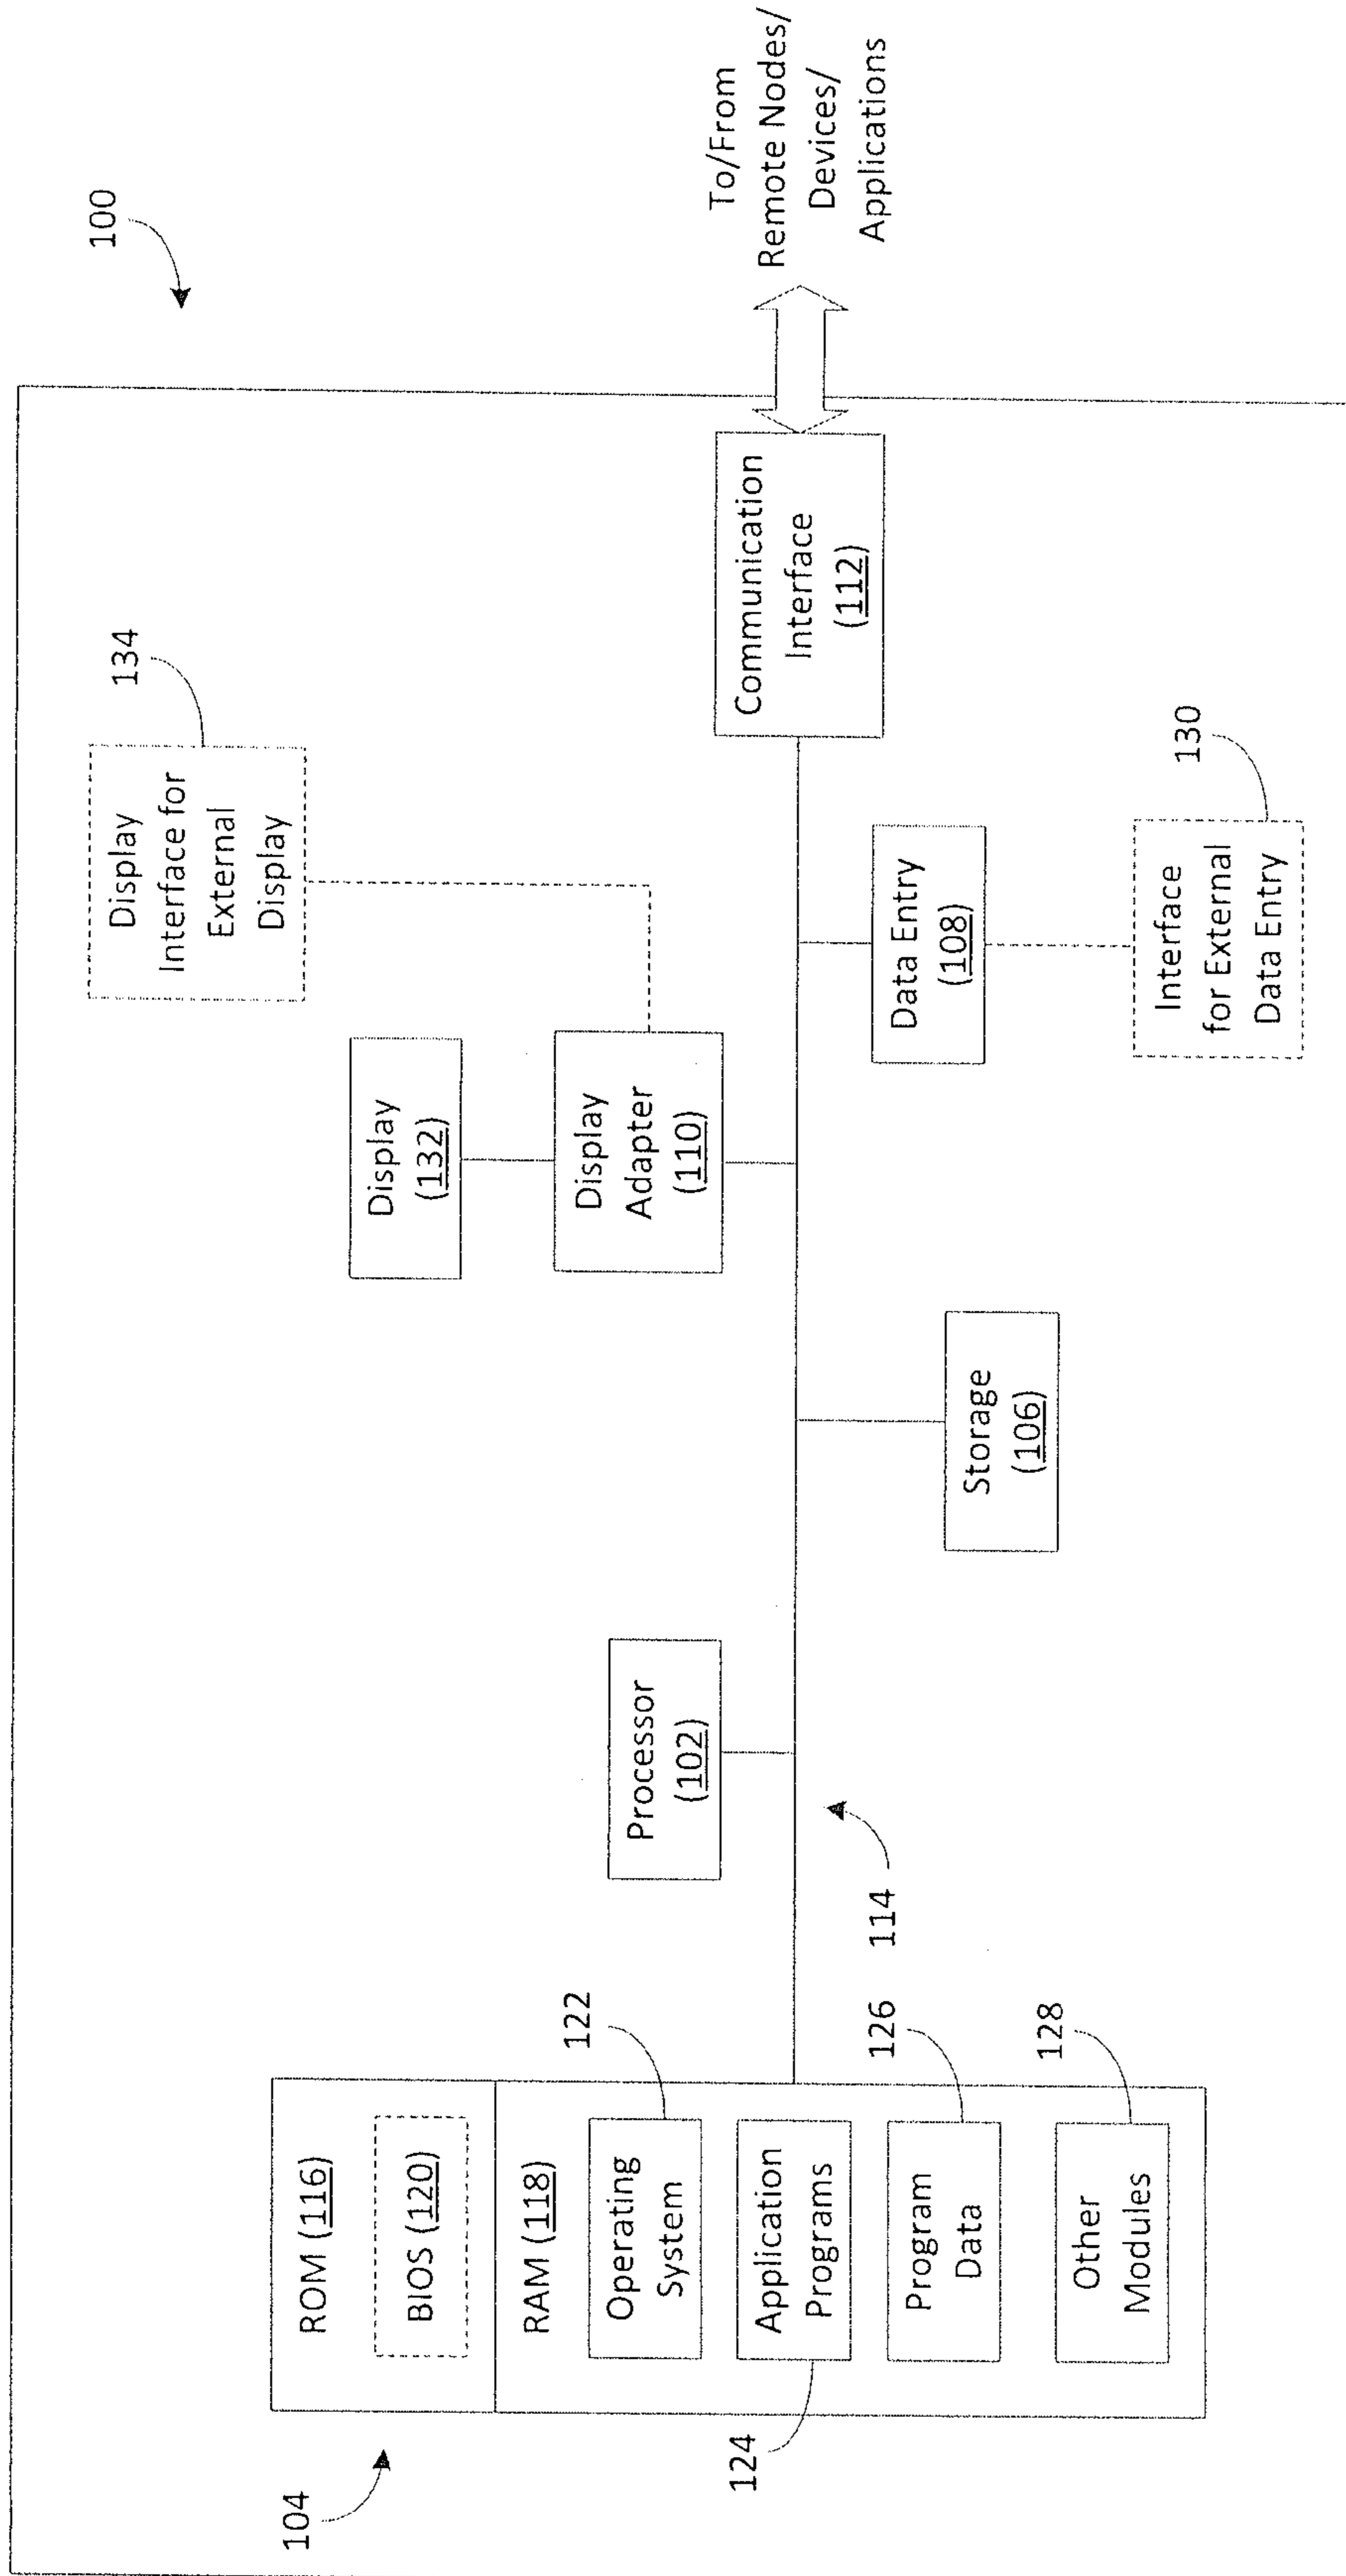 100
134
Display
Interface for
External
Display
Display
(132)
Display
Adapter
(110)
To/From
Remote Nodes/
Devices/
Applications
Communication
Interface
(112)
Processor
(102)
114
Storage
(106)
Data Entry
(108)
130
Interface
for External
Data Entry
104
ROM (116)
BIOS (120)
RAM (118)
122
Operating
System
124
Application
Programs
126
Program
Data
128
Other
Modules